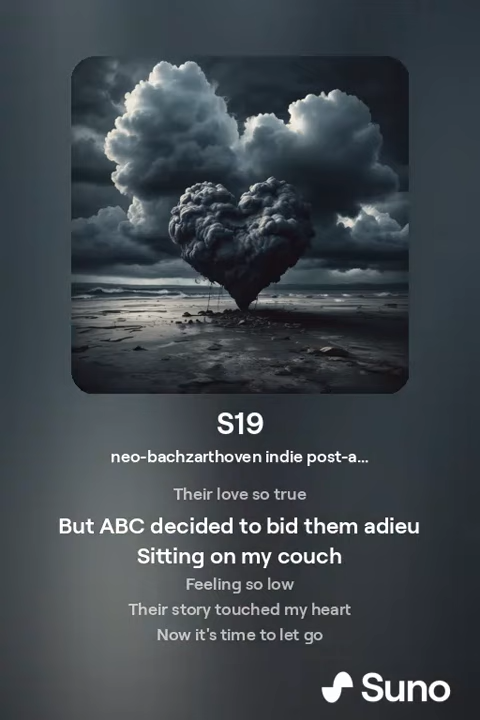 S19
neo-bachzarthoven indie post-a...
Their love so true
But ABC decided to bid them adieu
Sitting on my couch
Feeling so low
Their story touched my heart
Now it's time to let go
Suno